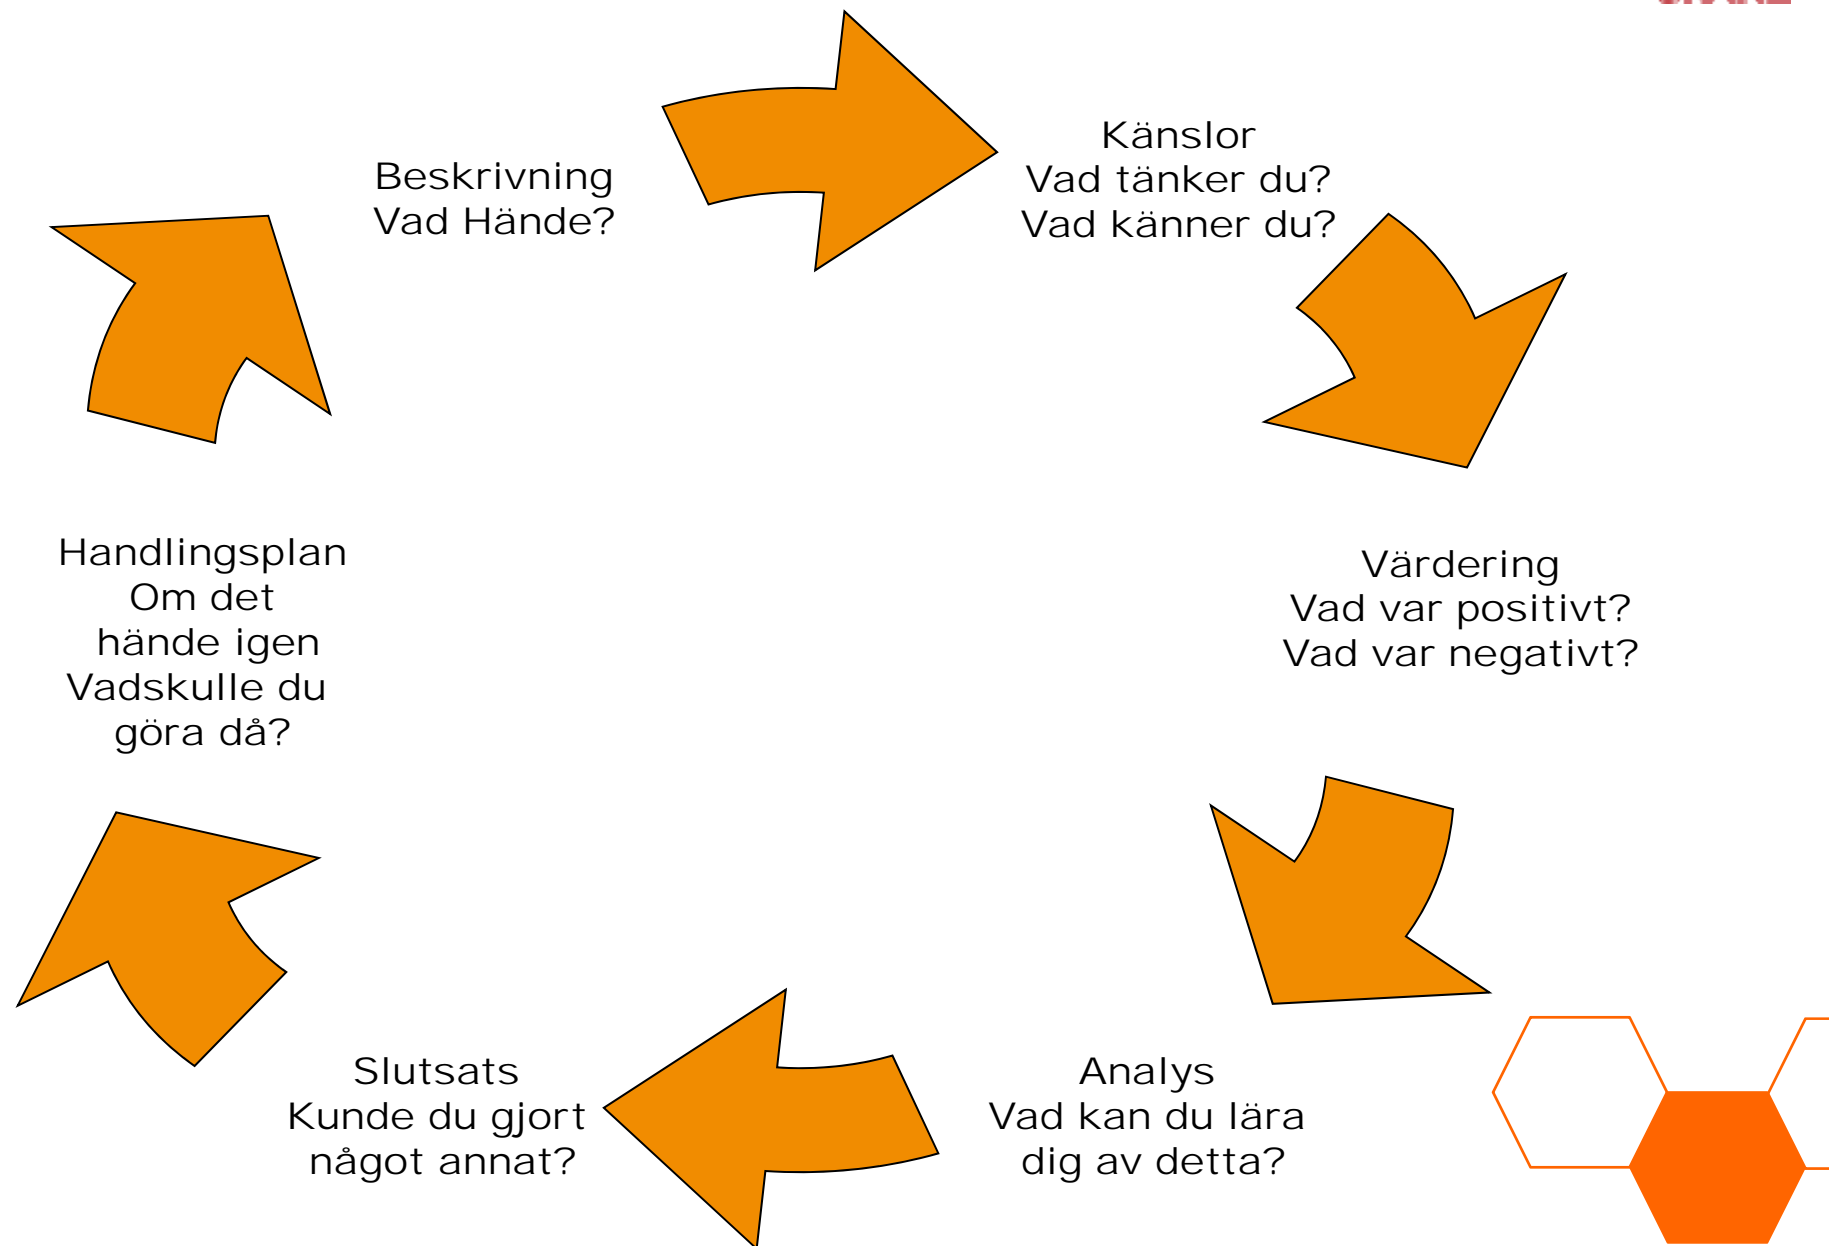 Beskrivning
Vad Hände?
Känslor
Vad tänker du?
Vad känner du?
Värdering
Vad var positivt?
Vad var negativt?
Analys
Vad kan du lära
dig av detta?
Slutsats
Kunde du gjort
något annat?
Handlingsplan
Om det
hände igen
Vadskulle du
göra då?